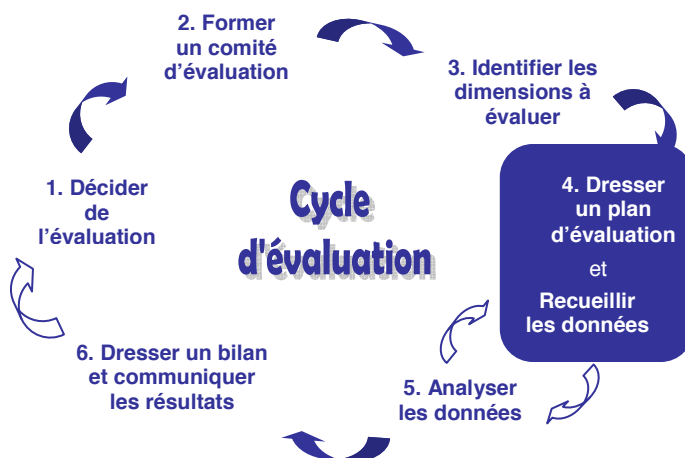 2. Former
un comité
d'évaluation
3. Identifier les
dimensions à
évaluer
1. Décider
de
l'évaluation
Cycle
d'évaluation
4. Dresser
un plan
d'évaluation
et
Recueillir
les données
5. Analyser
les données
6. Dresser un bilan
et communiquer
les résultats